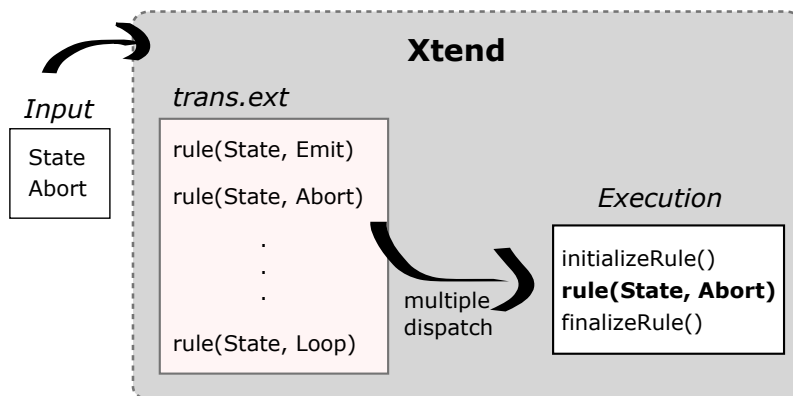 Xtend
Input
State
Abort
trans.ext
rule(State, Emit)
rule(State, Abort)
.
.
.
rule(State, Loop)
multiple
dispatch
Execution
initializeRule()
rule(State, Abort)
finalizeRule()